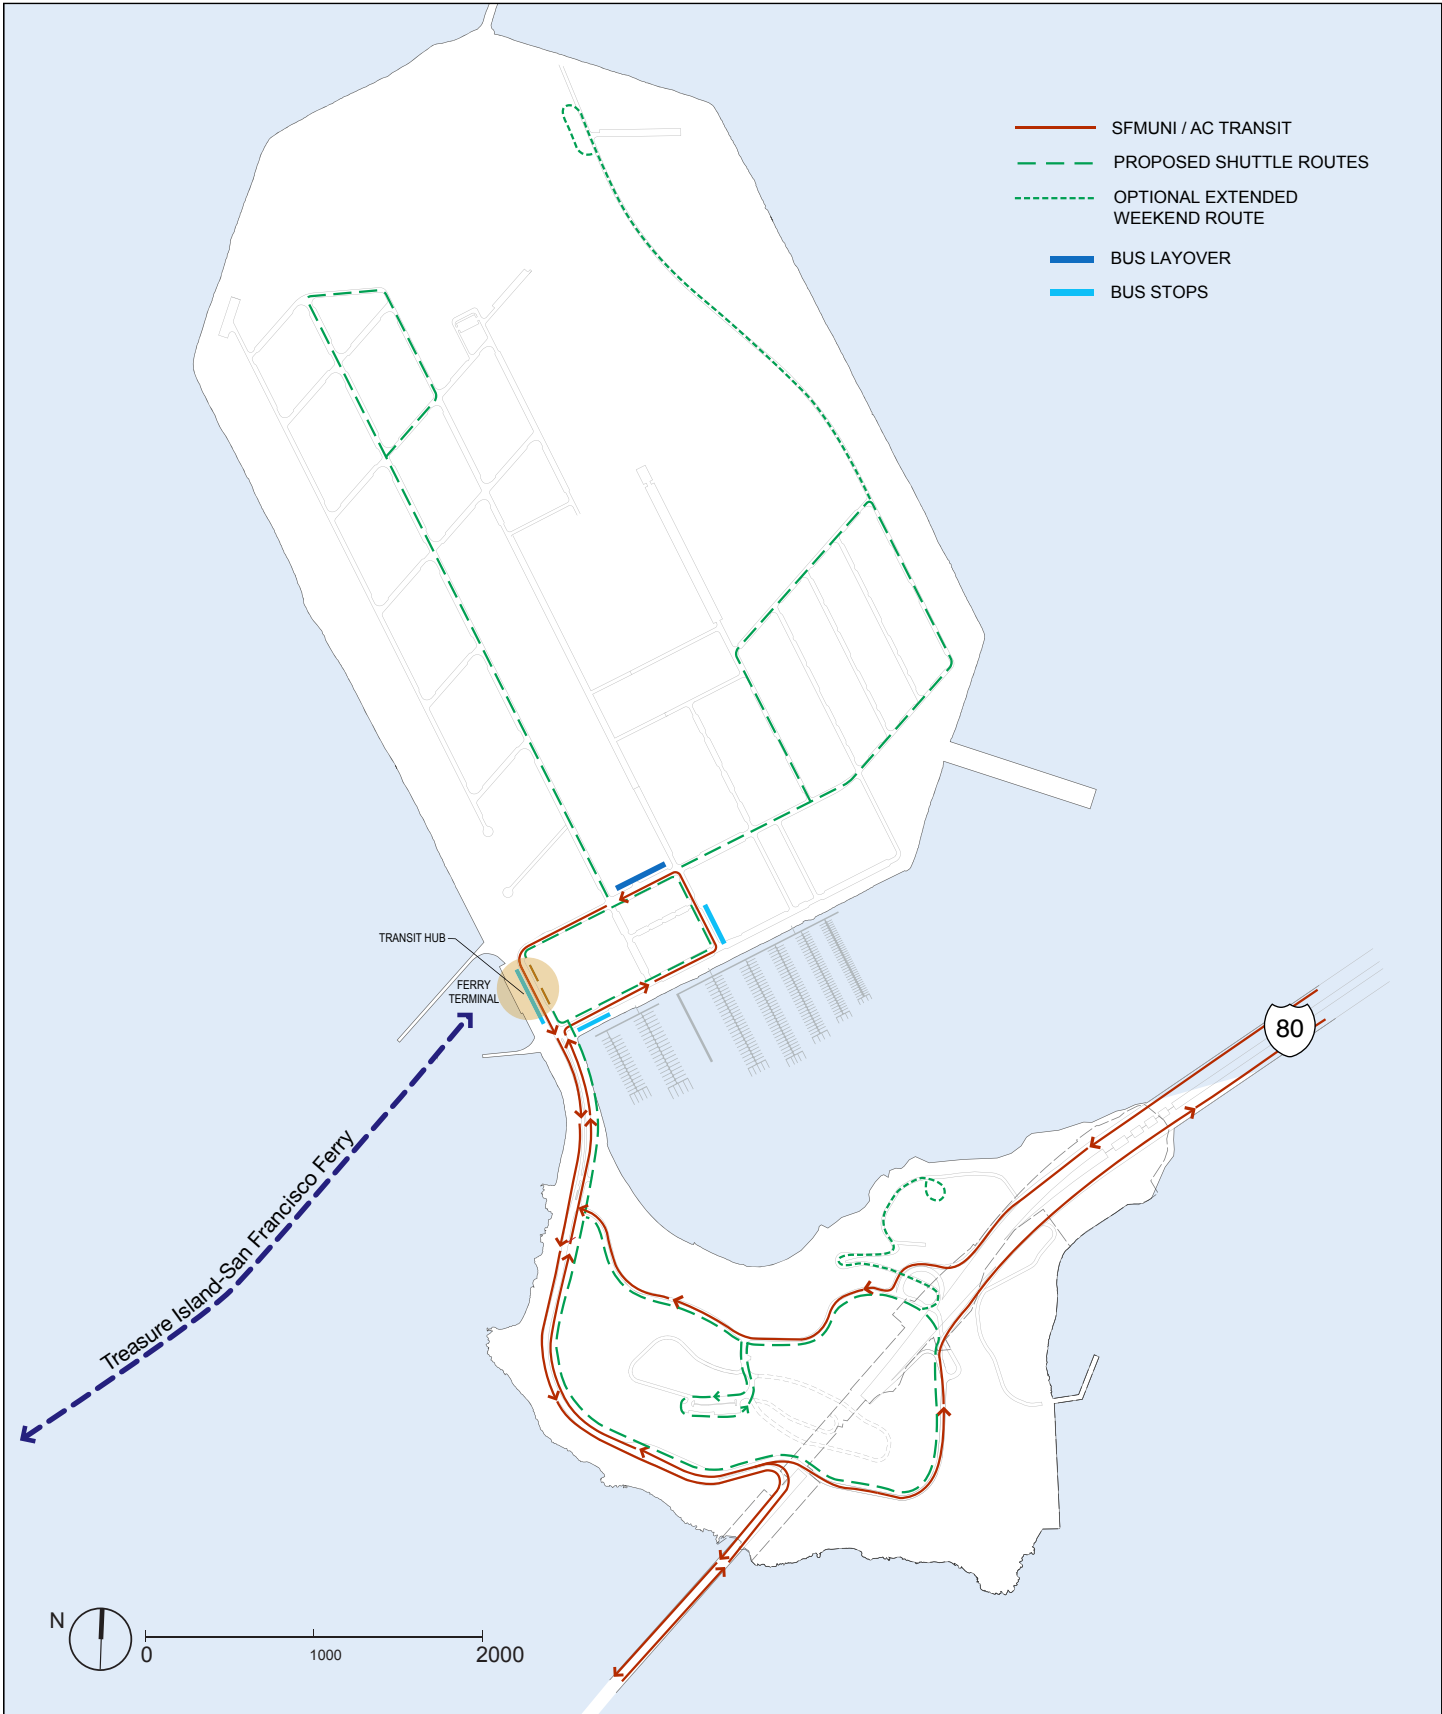 SFMUNI / AC TRANSIT
PROPOSED SHUTTLE ROUTES
OPTIONAL EXTENDED
WEEKEND ROUTE
BUS LAYOVER
BUS STOPS
TRANSIT HUB
FERRY
TERMINAL
80
Treasure Island-San Francisco Ferry
N
0
1000
2000